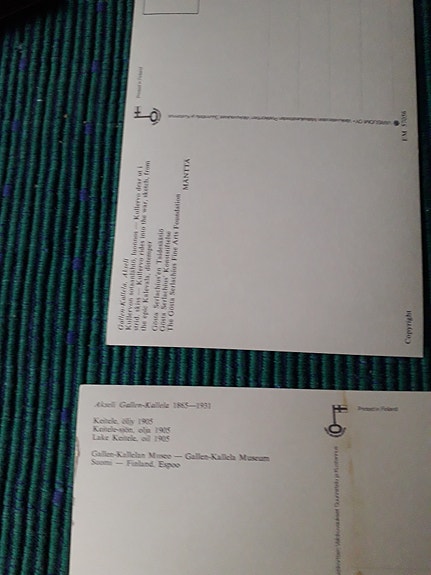 Gallen-Kallela, Akseli
Kullervon sotaanlähtö, luonnos — Kullervo drar ut i
strid, skiss — Kullervo rides into the war, sketch, from
the epic Kalevala, distemper
Gösta Serlachius'en Taidesäätiö
Gösta Serlachius' Konststiftelse
The Gösta Serlachius Fine Arts Foundation
MÄNTTÄ
Printed in Finland
Copyright
Akseli Gallen-Kallela 1865—1931
Keitele, öljy 1905
Keitele-sjön, olja 1905
Lake Keitele, oil 1905
Gallen-Kallelan Museo — Gallen-Kallela Museum
Suomi — Finland, Espoo
Printed in Finland